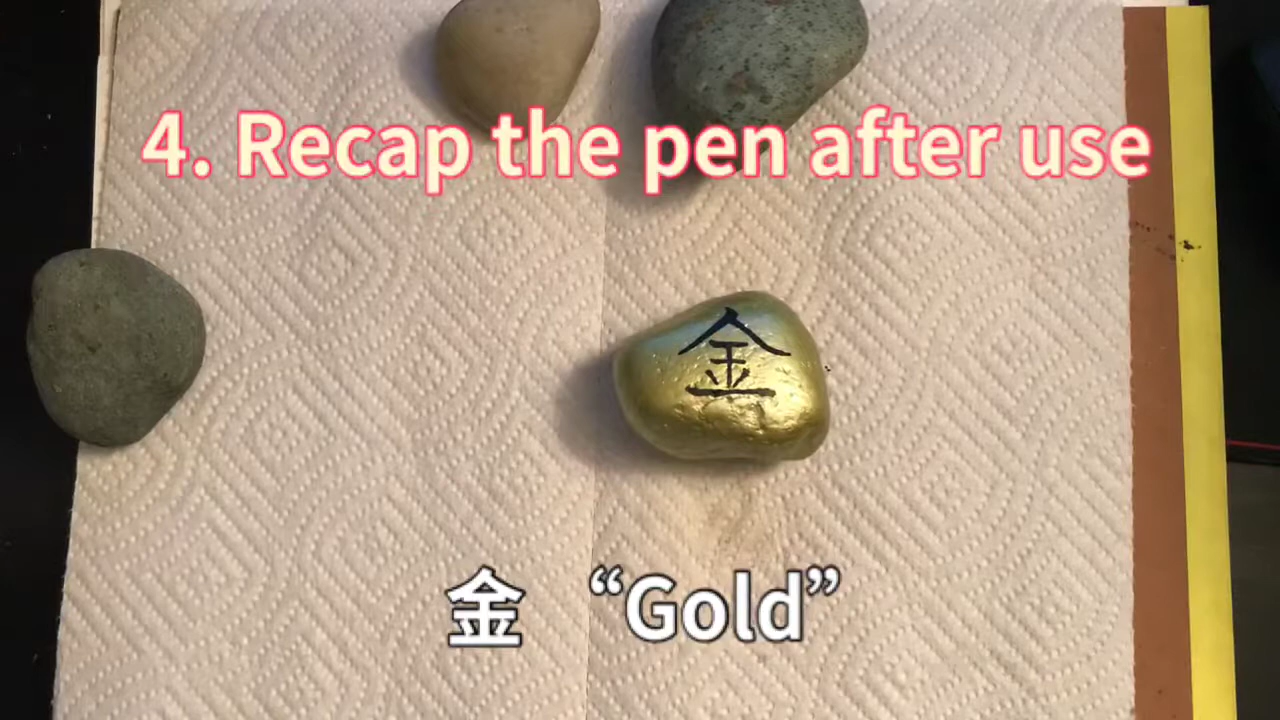 4. Recap the pen after use
金
金 “Gold”